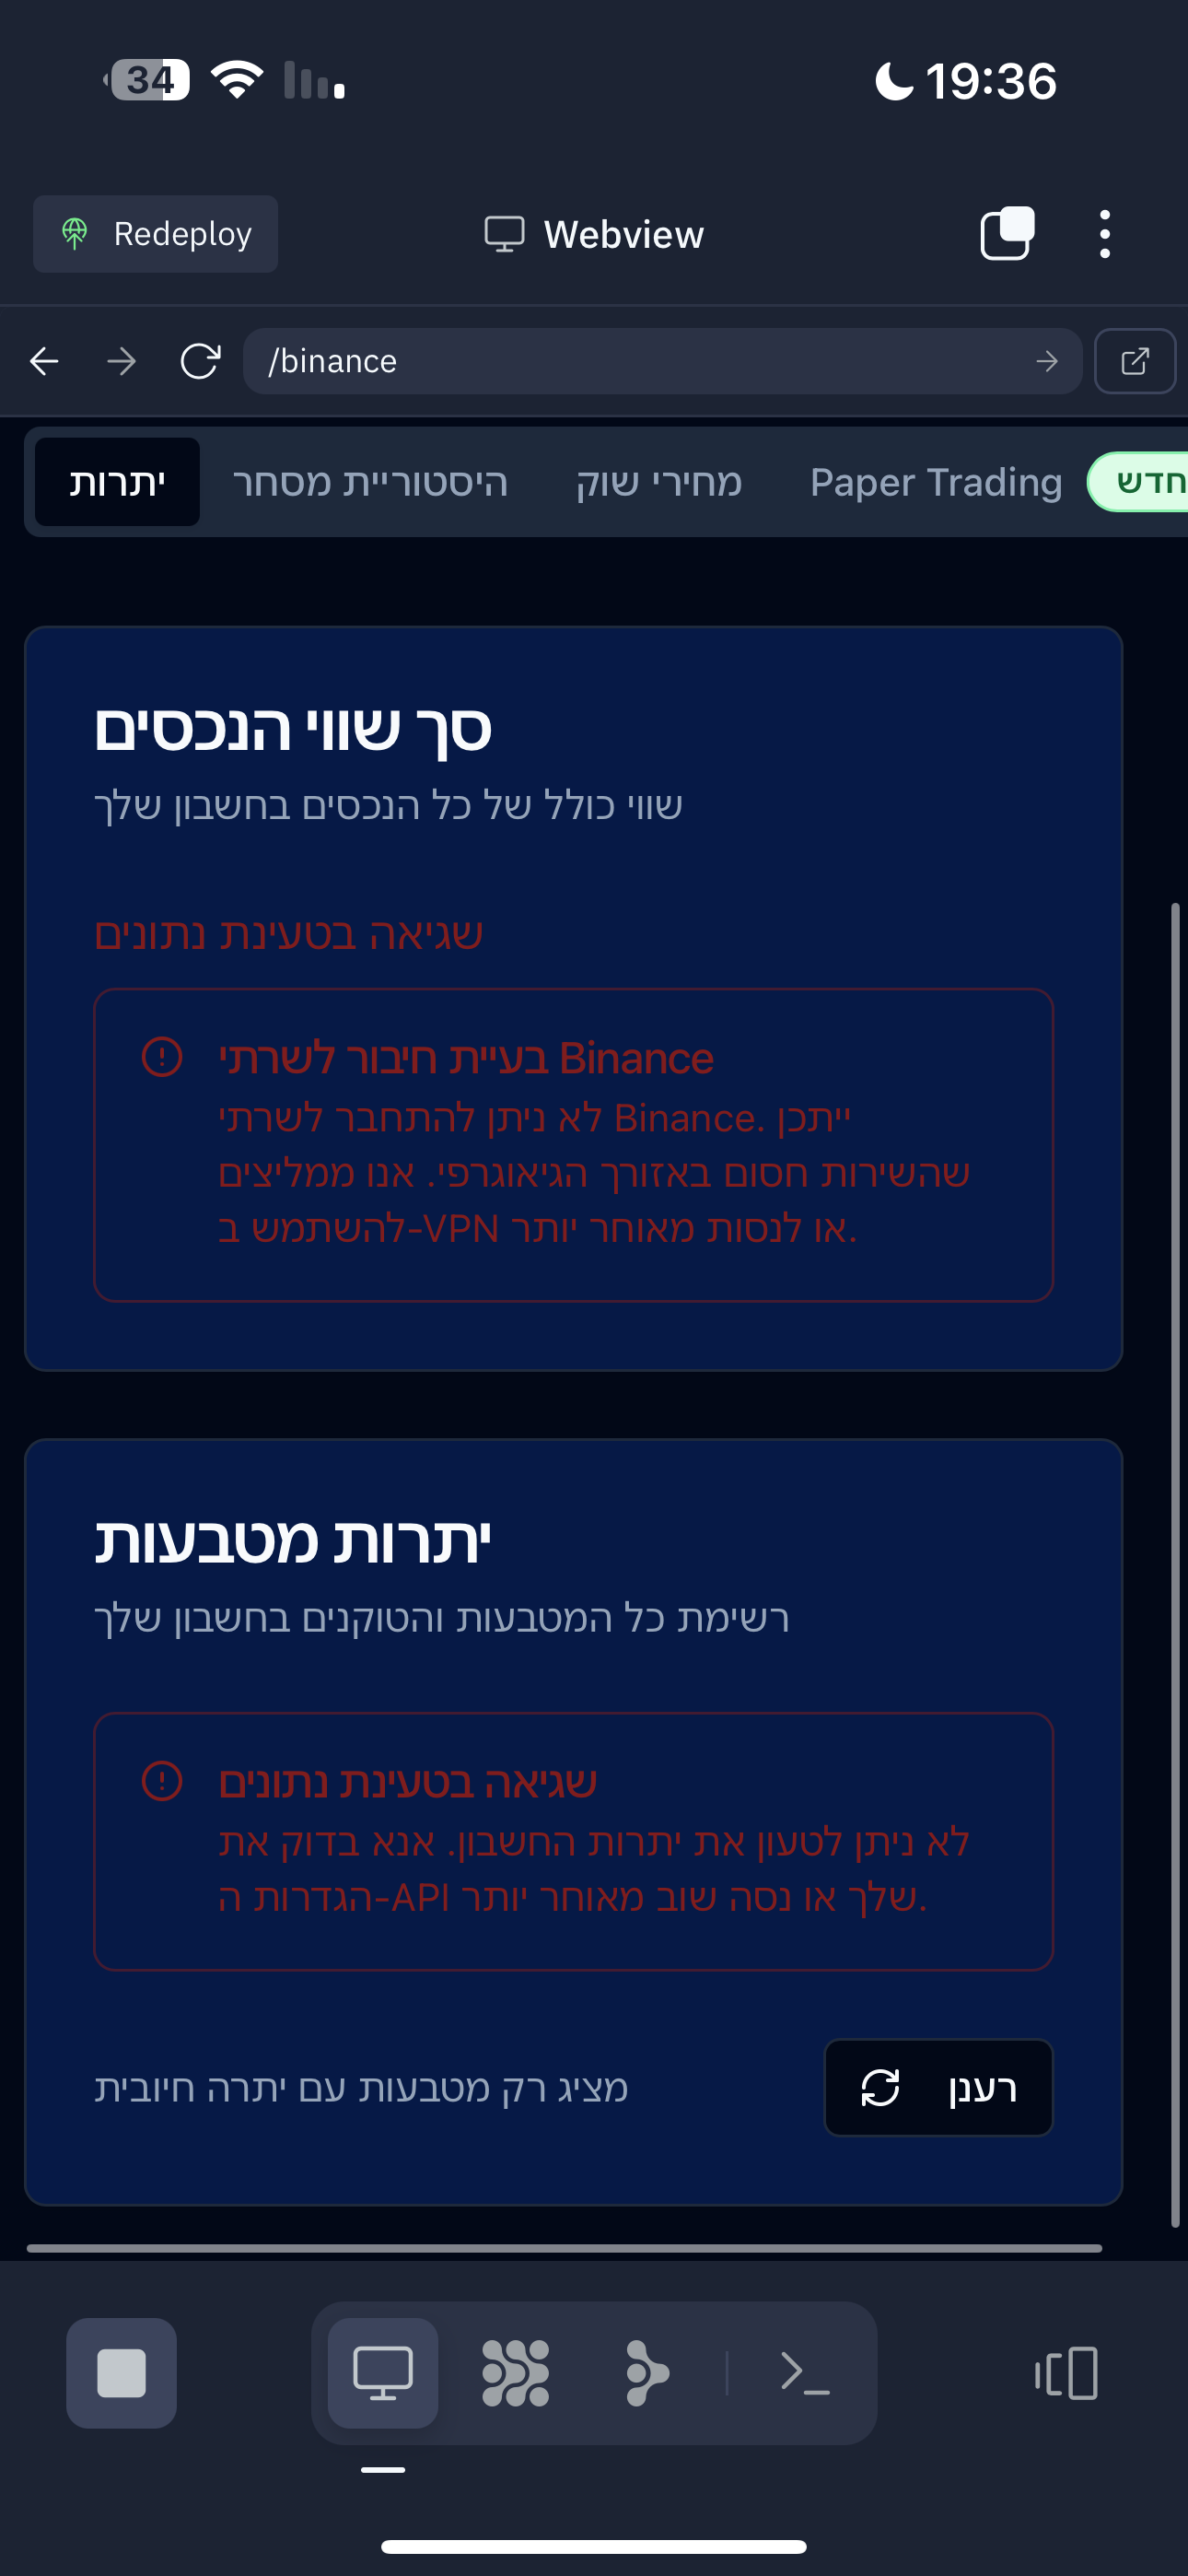 34
19:36
Redeploy
Webview
/binance
יתרות
היסטוריית מסחר
מחירי שוק
Paper Trading
חדש
סך שווי הנכסים
שווי כולל של כל הנכסים בחשבון שלך
שגיאה בטעינת נתונים
בעיית חיבור לשרתי Binance
לא ניתן להתחבר לשרתי Binance. ייתכן
שהשירות חסום באזורך הגיאוגרפי. אנו ממליצים
להשתמש ב-VPN או לנסות מאוחר יותר.
יתרות מטבעות
רשימת כל המטבעות והטוקנים בחשבון שלך
שגיאה בטעינת נתונים
לא ניתן לטעון את יתרות החשבון. אנא בדוק את
הגדרות ה-API שלך או נסה שוב מאוחר יותר.
מציג רק מטבעות עם יתרה חיובית
רענן